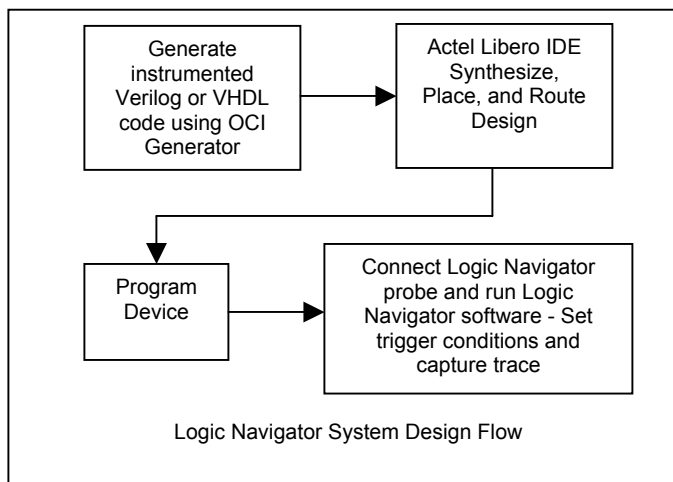 Generate
instrumented
Verilog or VHDL
code using OCI
Generator
Actel Libero IDE
Synthesize,
Place, and Route
Design
Program
Device
Connect Logic Navigator
probe and run Logic
Navigator software - Set
trigger conditions and
capture trace
Logic Navigator System Design Flow